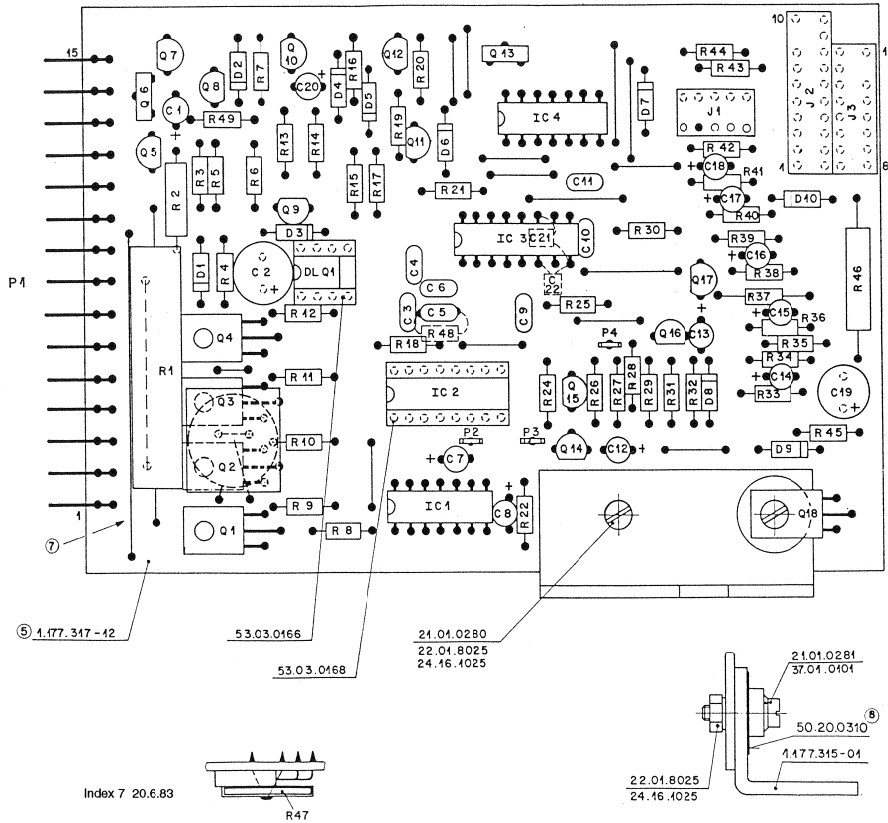 10
15
Q7
D2
R7
Q10
C20 +
D4
R16
D5
Q12
R20
Q13
R44
R43
J2
J3
1
Q6
Q8
C1 +
R49
R13
R14
R19
Q11
D6
IC4
D7
J1
R42
Q5
R2
R3
R5
R6
R15
R17
R21
C11
+ C18
R41
1
8
+ C17
R40
D10
Q9
D3
IC3
C21
C10
R30
R39
+ C16
R38
P1
D1
R4
C2 +
DLQ1
C4
C6
C22
R25
Q17
R37
R46
C3
C5
C9
R12
Q4
R48
R18
P4
Q16
C13 +
+ C15
R36
R35
R34
R1
R11
IC2
R24
Q15
R26
R27
R28
R29
R31
R32
D8
+ C14
R33
C19 +
Q3
Q2
R10
P2
P3
+ C7
Q14
C12 +
R45
D9
1
R9
Q1
R8
IC1
+ C8
R22
Q18
7
5 1.177.317-12
53.03.0166
53.03.0168
21.01.0280
22.01.8025
24.16.1025
21.01.0281
37.01.0101
8
50.20.0310
1.177.315-01
22.01.8025
24.16.1025
Index 7 20.6.83
R47